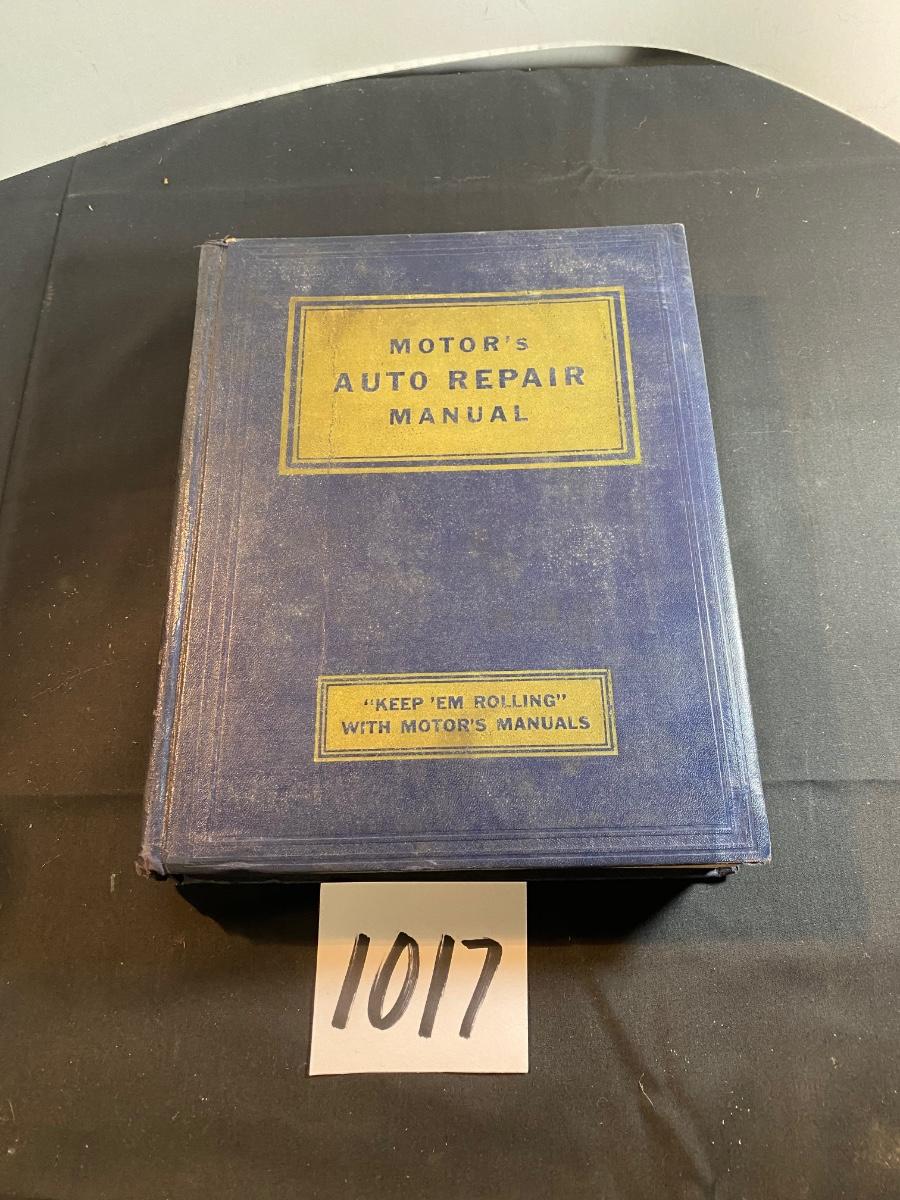 MOTOR's
AUTO REPAIR
MANUAL
"KEEP 'EM ROLLING"
WITH MOTOR'S MANUALS
1017